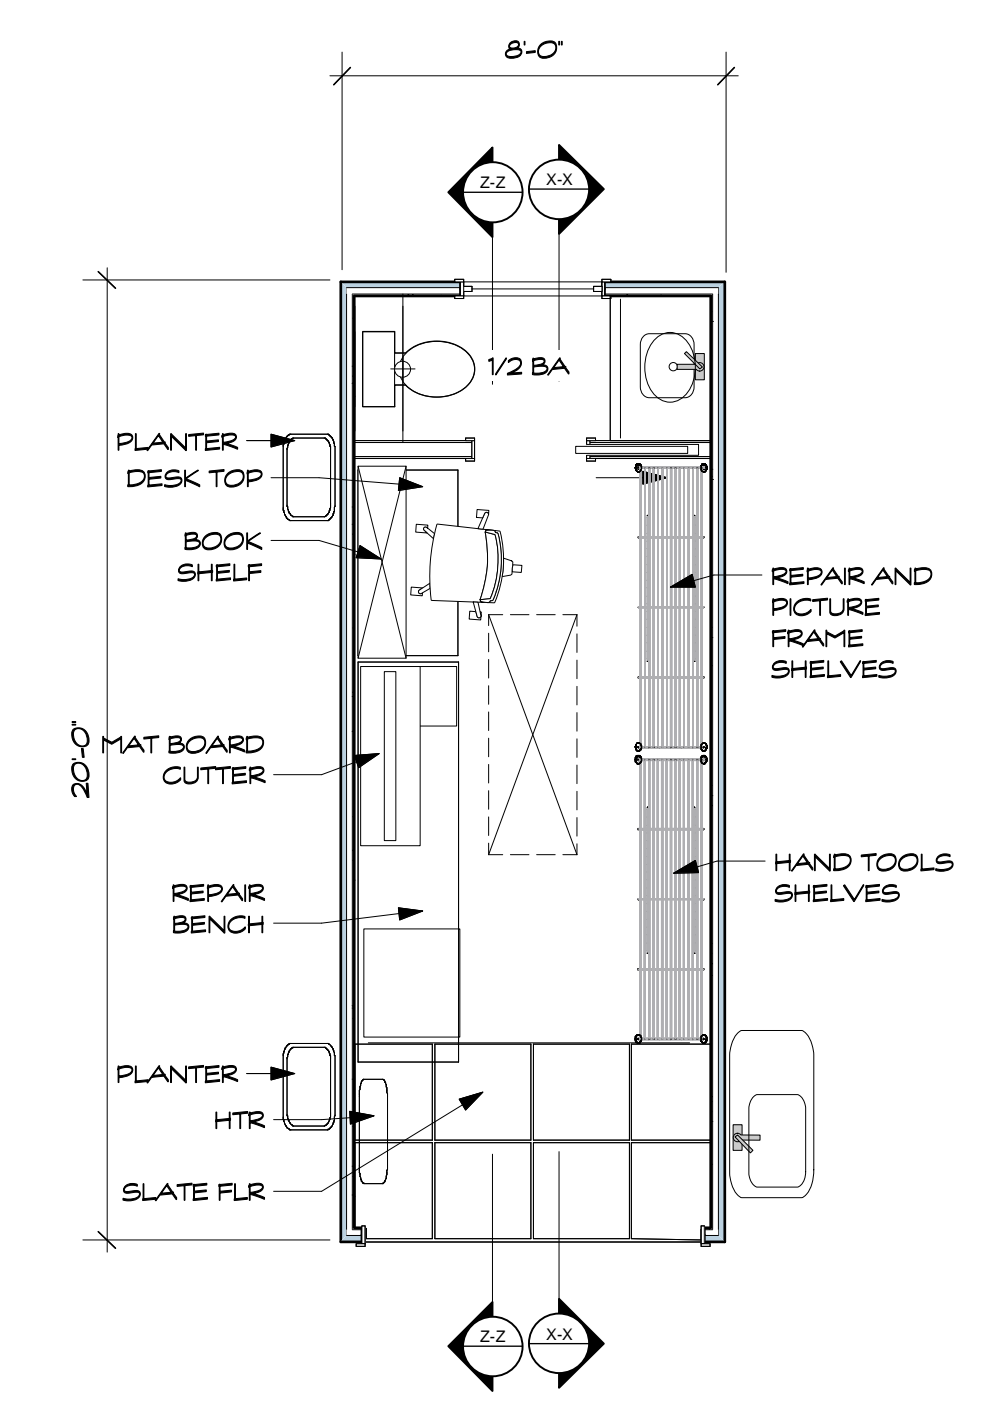 8'-0"
Z-Z
X-X
1/2 BA
PLANTER
DESK TOP
BOOK
SHELF
REPAIR AND
PICTURE
FRAME
SHELVES
20'-0"
MAT BOARD
CUTTER
HAND TOOLS
SHELVES
REPAIR
BENCH
PLANTER
HTR
SLATE FLR
Z-Z
X-X